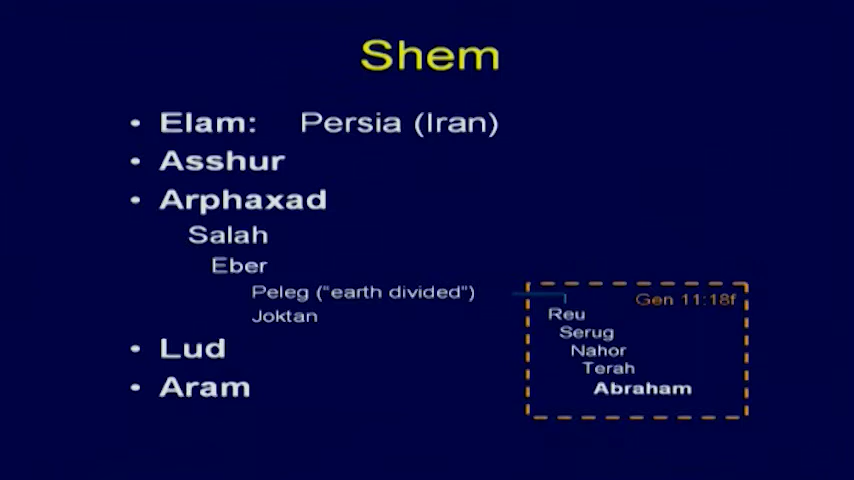 Shem
• Elam: Persia (Iran)
• Asshur
• Arphaxad
Salah
Eber
Peleg ("earth divided")
Joktan
• Lud
• Aram
Gen 11:18f
Reu
Serug
Nahor
Terah
Abraham